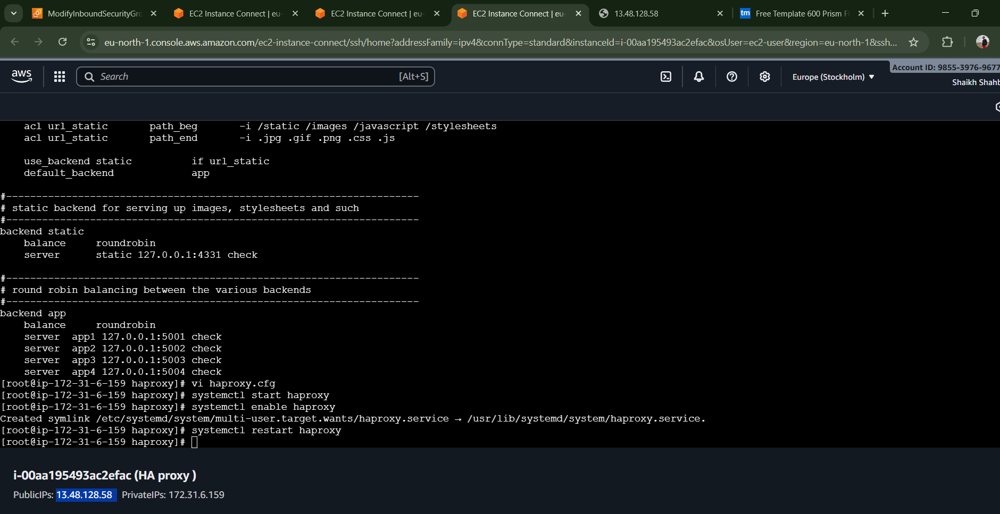 ModifyInboundSecurityGro
EC2 Instance Connect | eu-
EC2 Instance Connect | eu-
EC2 Instance Connect | eu-
13.48.128.58
tm
Free Template 600 Prism Fl
eu-north-1.console.aws.amazon.com/ec2-instance-connect/ssh/home?addressFamily=ipv4&connType=standard&instanceId=i-00aa195493ac2efac&osUser=ec2-user&region=eu-north-1&ssh...
aws
Search
[Alt+S]
Europe (Stockholm)
Account ID: 9855-3976-9677
Shaikh Shahb
    acl url_static       path_beg       -i /static /images /javascript /stylesheets
    acl url_static       path_end       -i .jpg .gif .png .css .js
    use_backend static          if url_static
    default_backend             app
#---------------------------------------------------------------------
# static backend for serving up images, stylesheets and such
#---------------------------------------------------------------------
backend static
    balance     roundrobin
    server      static 127.0.0.1:4331 check
#---------------------------------------------------------------------
# round robin balancing between the various backends
#---------------------------------------------------------------------
backend app
    balance     roundrobin
    server  app1 127.0.0.1:5001 check
    server  app2 127.0.0.1:5002 check
    server  app3 127.0.0.1:5003 check
    server  app4 127.0.0.1:5004 check
[root@ip-172-31-6-159 haproxy]# vi haproxy.cfg
[root@ip-172-31-6-159 haproxy]# systemctl start haproxy
[root@ip-172-31-6-159 haproxy]# systemctl enable haproxy
Created symlink /etc/systemd/system/multi-user.target.wants/haproxy.service → /usr/lib/systemd/system/haproxy.service.
[root@ip-172-31-6-159 haproxy]# systemctl restart haproxy
[root@ip-172-31-6-159 haproxy]#
i-00aa195493ac2efac (HA proxy )
PublicIPs: 13.48.128.58   PrivateIPs: 172.31.6.159